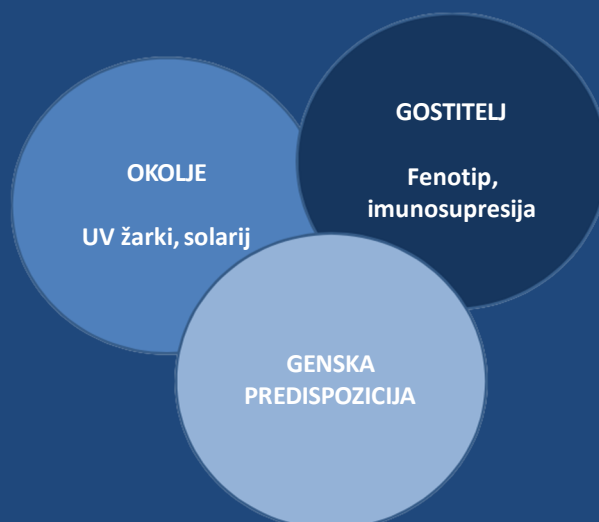 OKOLJE
UV žarki, solarij
GOSTITELJ
Fenotip,
imunosupresija
GENSKA
PREDISPOZICIJA